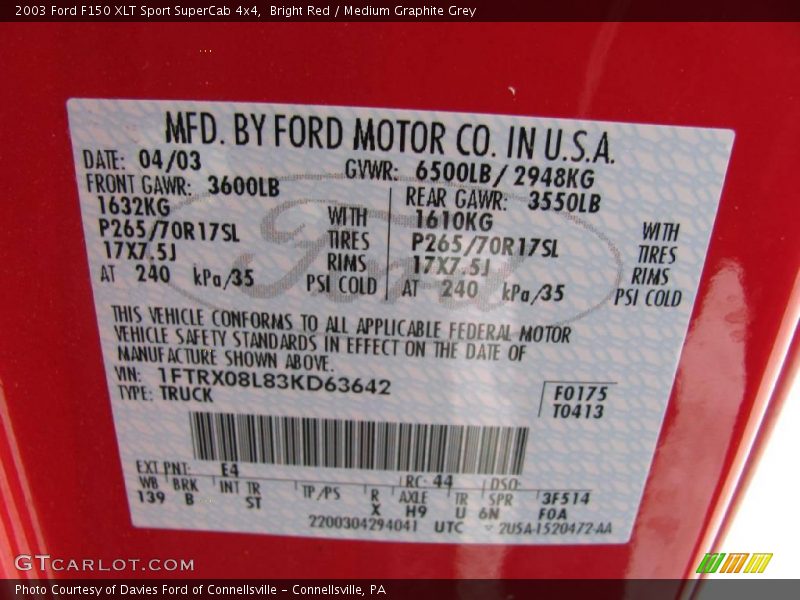 2003 Ford F150 XLT Sport SuperCab 4x4, Bright Red / Medium Graphite Grey
MFD. BY FORD MOTOR CO. IN U.S.A.
DATE: 04/03 GVWR: 6500LB/ 2948KG
FRONT GAWR: 3600LB REAR GAWR: 3550LB
1632KG WITH 1610KG WITH
P265/70R17SL TIRES P265/70R17SL TIRES
17X7.5J RIMS 17X7.5J RIMS
AT 240 kPa/35 PSI COLD AT 240 kPa/35 PSI COLD
Ford
THIS VEHICLE CONFORMS TO ALL APPLICABLE FEDERAL MOTOR
VEHICLE SAFETY STANDARDS IN EFFECT ON THE DATE OF
MANUFACTURE SHOWN ABOVE.
VIN: 1FTRX08L83KD63642 F0175
TYPE: TRUCK T0413
EXT PNT: E4 RC: 44 DSO:
WB BRK INT TR TP/PS R AXLE TR SPR 3F514
139 B ST X H9 U 6N F0A
2200304294041 UTC 2USA-1520472-AA
GTCARLOT.COM
Photo Courtesy of Davies Ford of Connellsville - Connellsville, PA